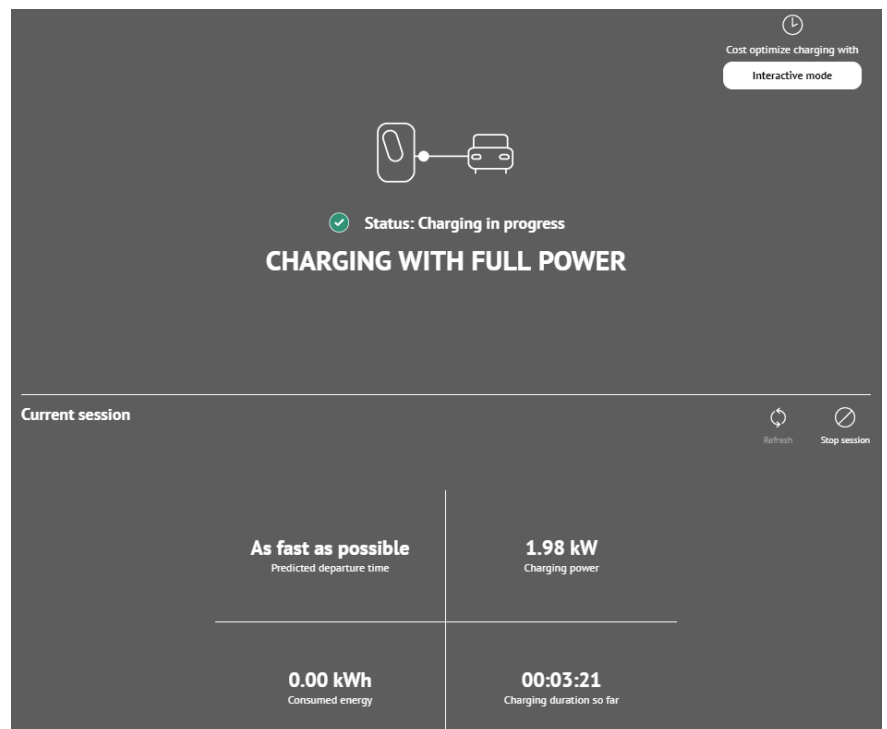 Cost optimize charging with
Interactive mode
Status: Charging in progress
CHARGING WITH FULL POWER
Current session
Refresh
Stop session
As fast as possible
Predicted departure time
1.98 kW
Charging power
0.00 kWh
Consumed energy
00:03:21
Charging duration so far